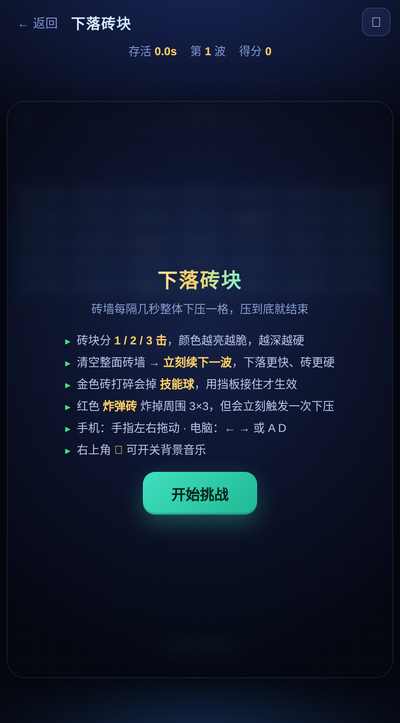 ← 返回 下落砖块
存活 0.0s 第 1 波 得分 0
下落砖块
砖墙每隔几秒整体下压一格，压到底就结束
▸ 砖块分 1 / 2 / 3 击，颜色越亮越脆，越深越硬
▸ 清空整面砖墙 → 立刻续下一波，下落更快、砖更硬
▸ 金色砖打碎会掉 技能球，用挡板接住才生效
▸ 红色 炸弹砖 炸掉周围 3×3，但会立刻触发一次下压
▸ 手机：手指左右拖动 · 电脑：← → 或 A D
▸ 右上角 可开关背景音乐
开始挑战